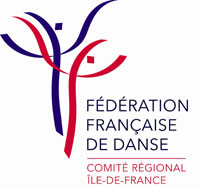 FÉDÉRATION
FRANÇAISE
DE DANSE
COMITÉ RÉGIONAL
ÎLE-DE-FRANCE